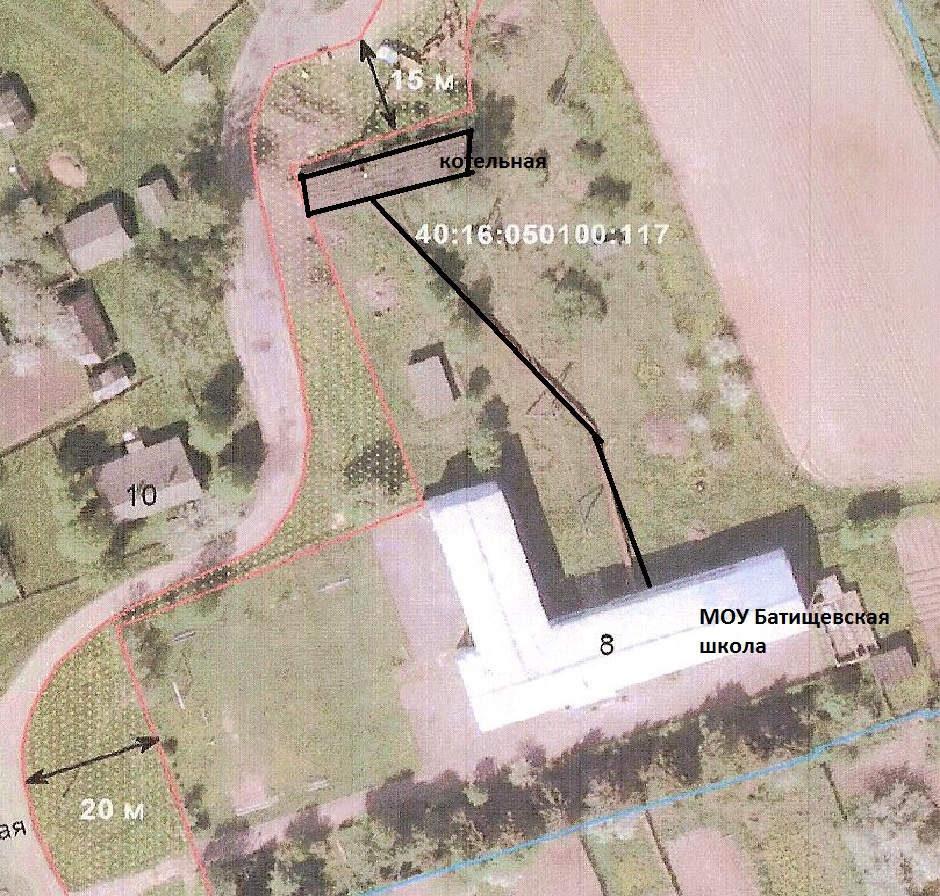 15 м
котельная
40:16:050100:117
10
МОУ Батищевская
школа
8
20 м
ая